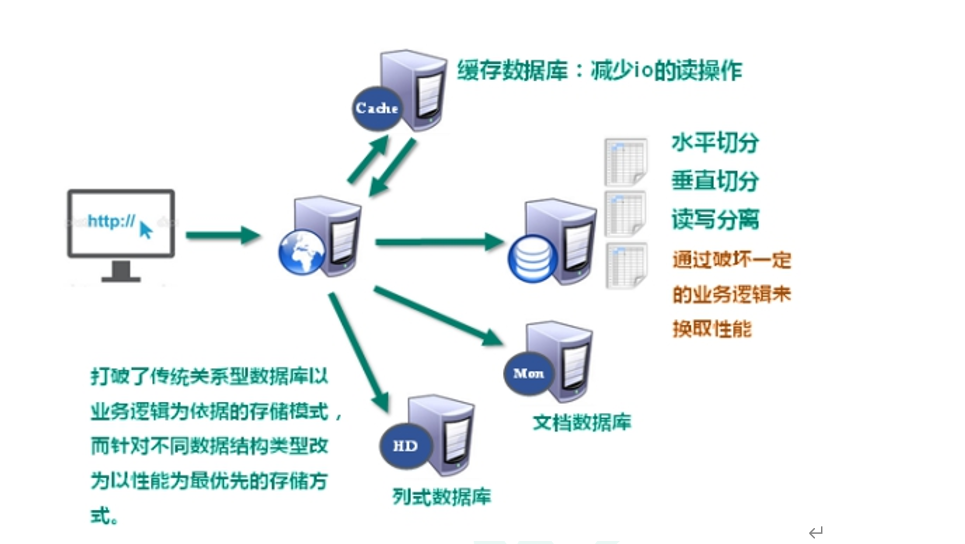 缓存数据库：减少io的读操作
Cache
水平切分
垂直切分
读写分离
http://
通过破坏一定
的业务逻辑来
换取性能
Mon
文档数据库
打破了传统关系型数据库以
业务逻辑为依据的存储模式，
而针对不同数据结构类型改
为以性能为最优先的存储方
式。
HD
列式数据库